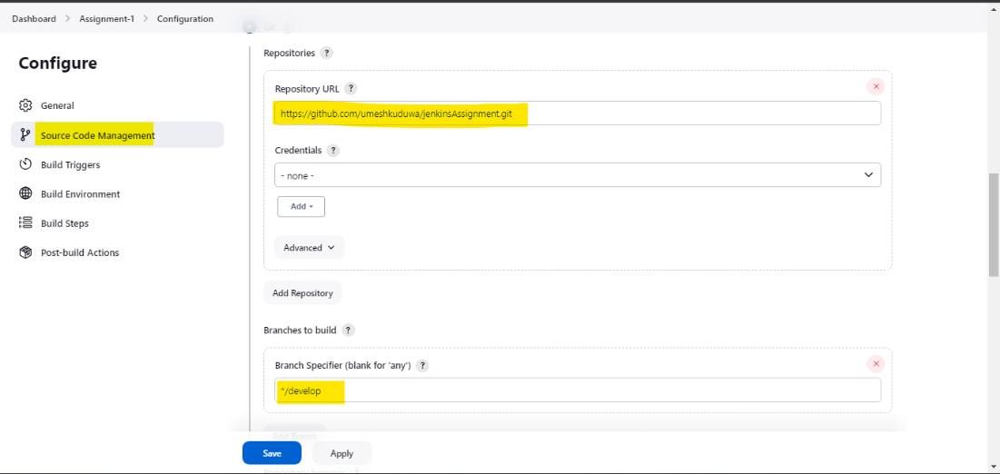 Dashboard > Assignment-1 > Configuration
Configure
General
Source Code Management
Build Triggers
Build Environment
Build Steps
Post-build Actions
Git ?
Repositories ?
Repository URL ?
https://github.com/umeshkuduwa/jenkinsAssignment.git
Credentials ?
- none -
Add
Advanced
Add Repository
Branches to build ?
Branch Specifier (blank for 'any') ?
*/develop
Add Branch
Save
Apply
Repository browser ?